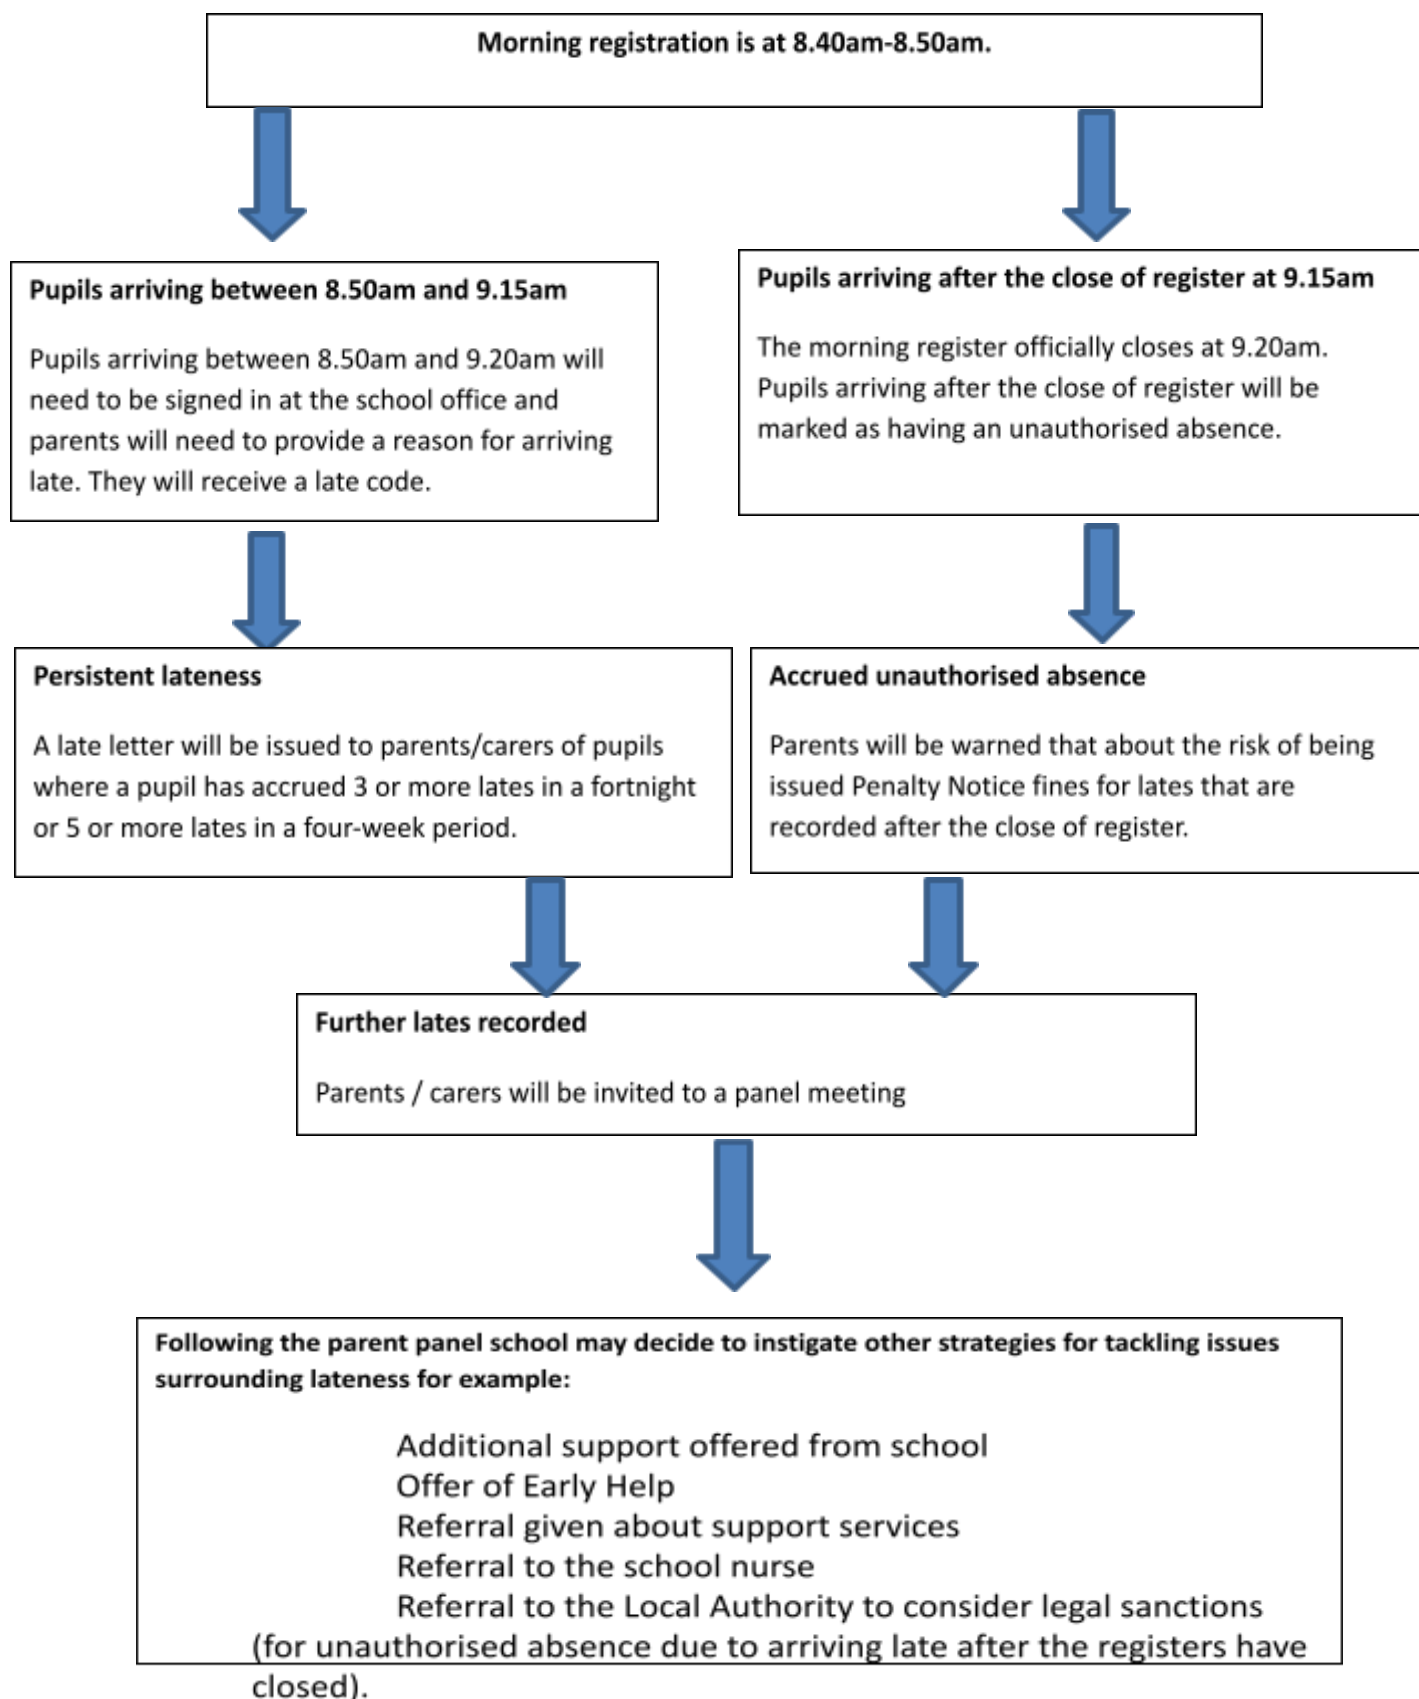 Morning registration is at 8.40am-8.50am.
Pupils arriving between 8.50am and 9.15am
Pupils arriving between 8.50am and 9.20am will
need to be signed in at the school office and
parents will need to provide a reason for arriving
late. They will receive a late code.
Pupils arriving after the close of register at 9.15am
The morning register officially closes at 9.20am.
Pupils arriving after the close of register will be
marked as having an unauthorised absence.
Persistent lateness
A late letter will be issued to parents/carers of pupils
where a pupil has accrued 3 or more lates in a fortnight
or 5 or more lates in a four-week period.
Accrued unauthorised absence
Parents will be warned that about the risk of being
issued Penalty Notice fines for lates that are
recorded after the close of register.
Further lates recorded
Parents / carers will be invited to a panel meeting
Following the parent panel school may decide to instigate other strategies for tackling issues
surrounding lateness for example:
Additional support offered from school
Offer of Early Help
Referral given about support services
Referral to the school nurse
Referral to the Local Authority to consider legal sanctions
(for unauthorised absence due to arriving late after the registers have
closed).